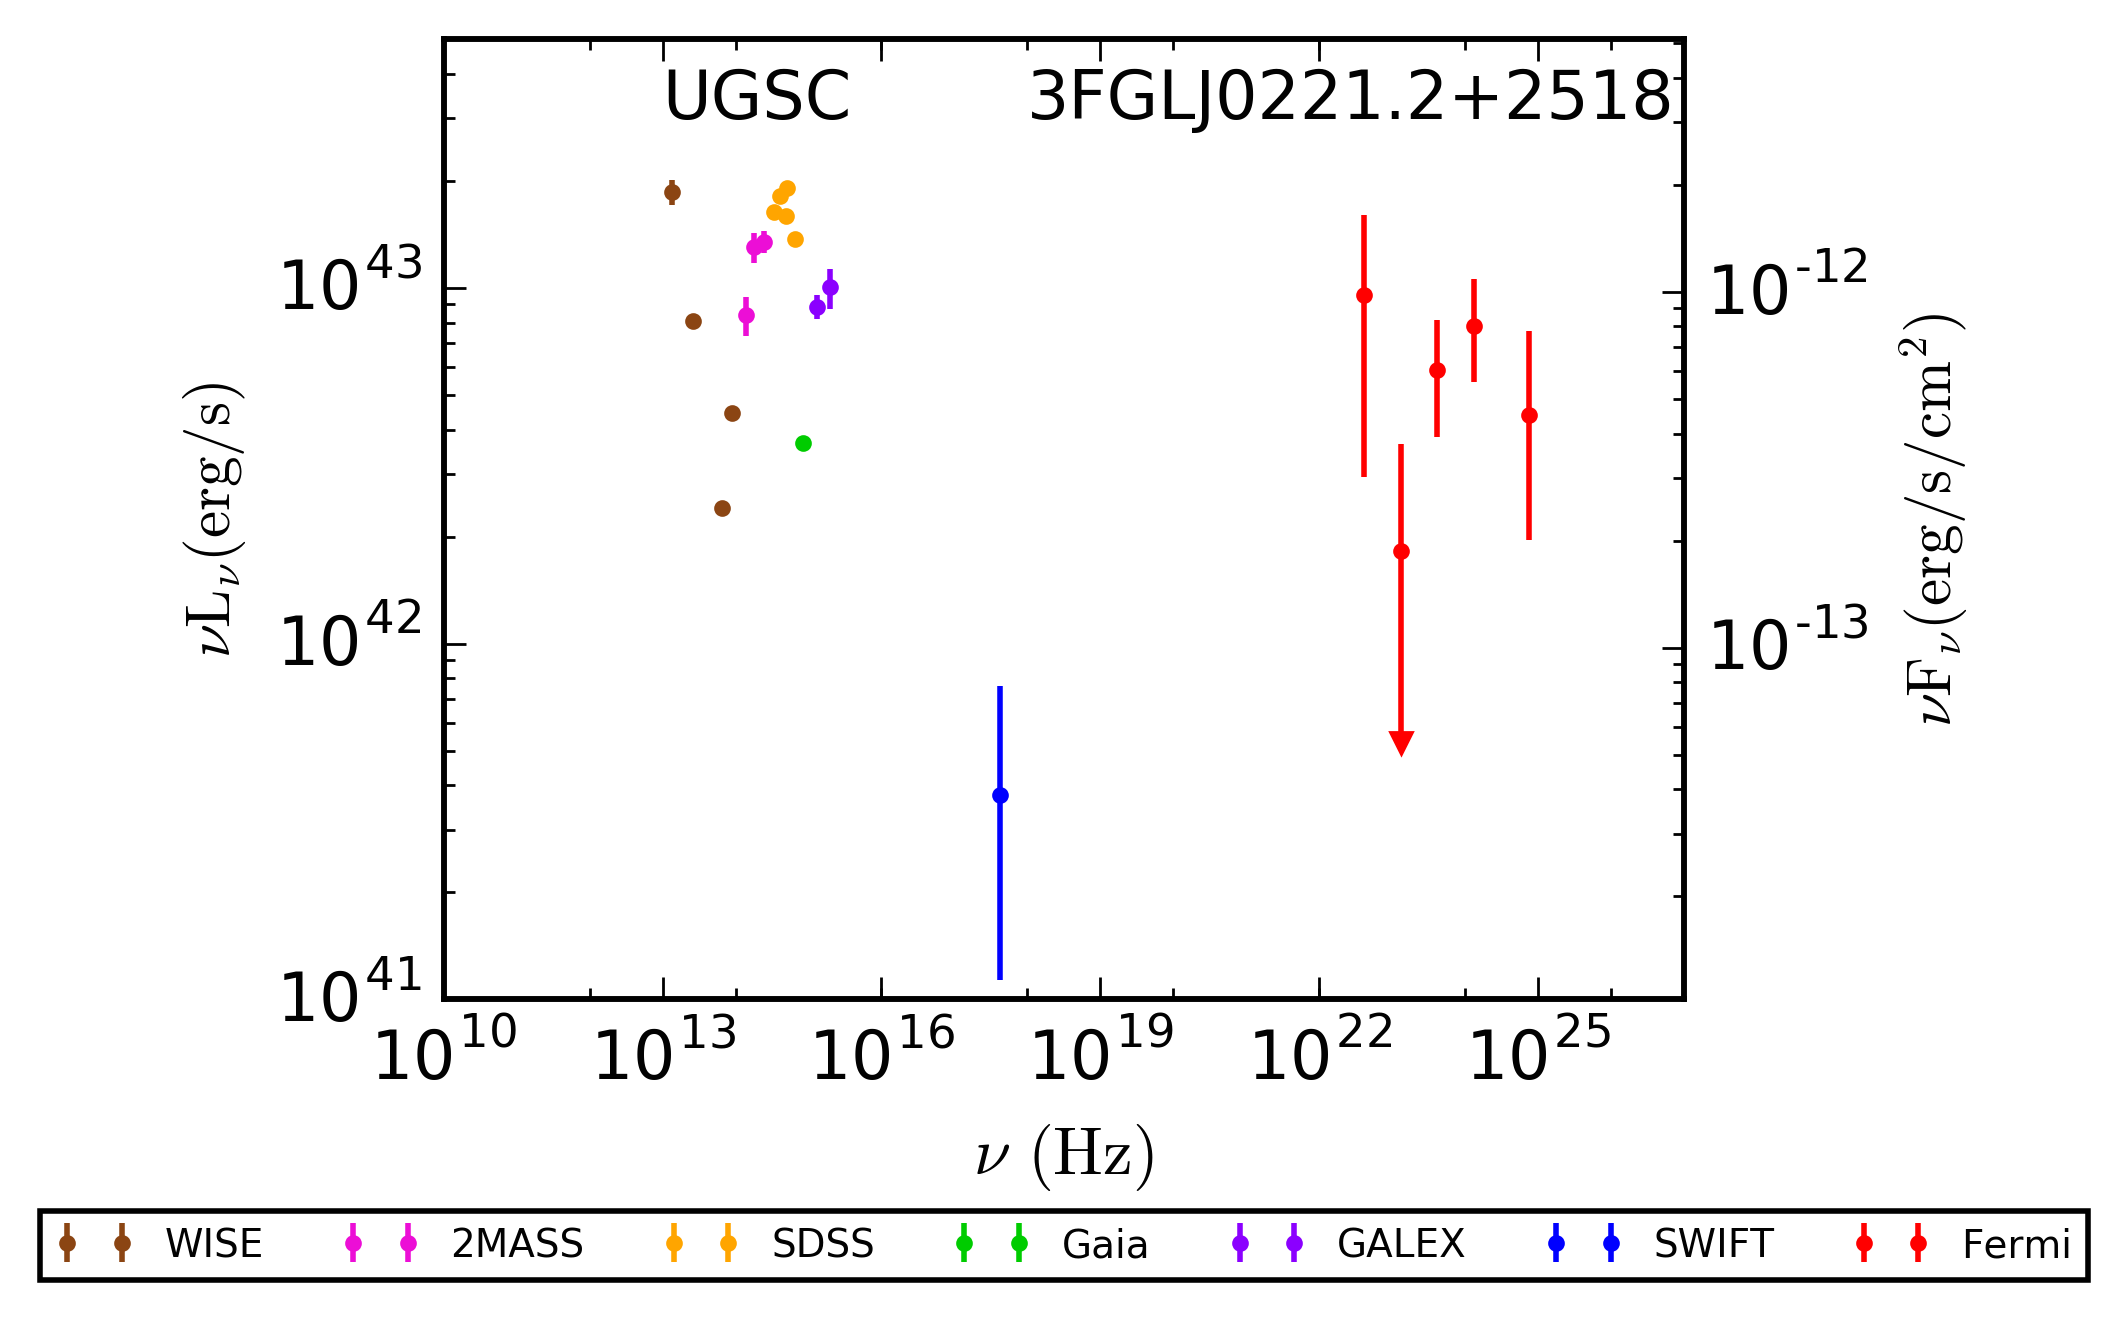 UGSC 3FGLJ0221.2+2518
10^43
10^42
10^41
νL_ν(erg/s)
10^-12
10^-13
νF_ν(erg/s/cm^2)
10^10 10^13 10^16 10^19 10^22 10^25
ν (Hz)
WISE 2MASS SDSS Gaia GALEX SWIFT Fermi